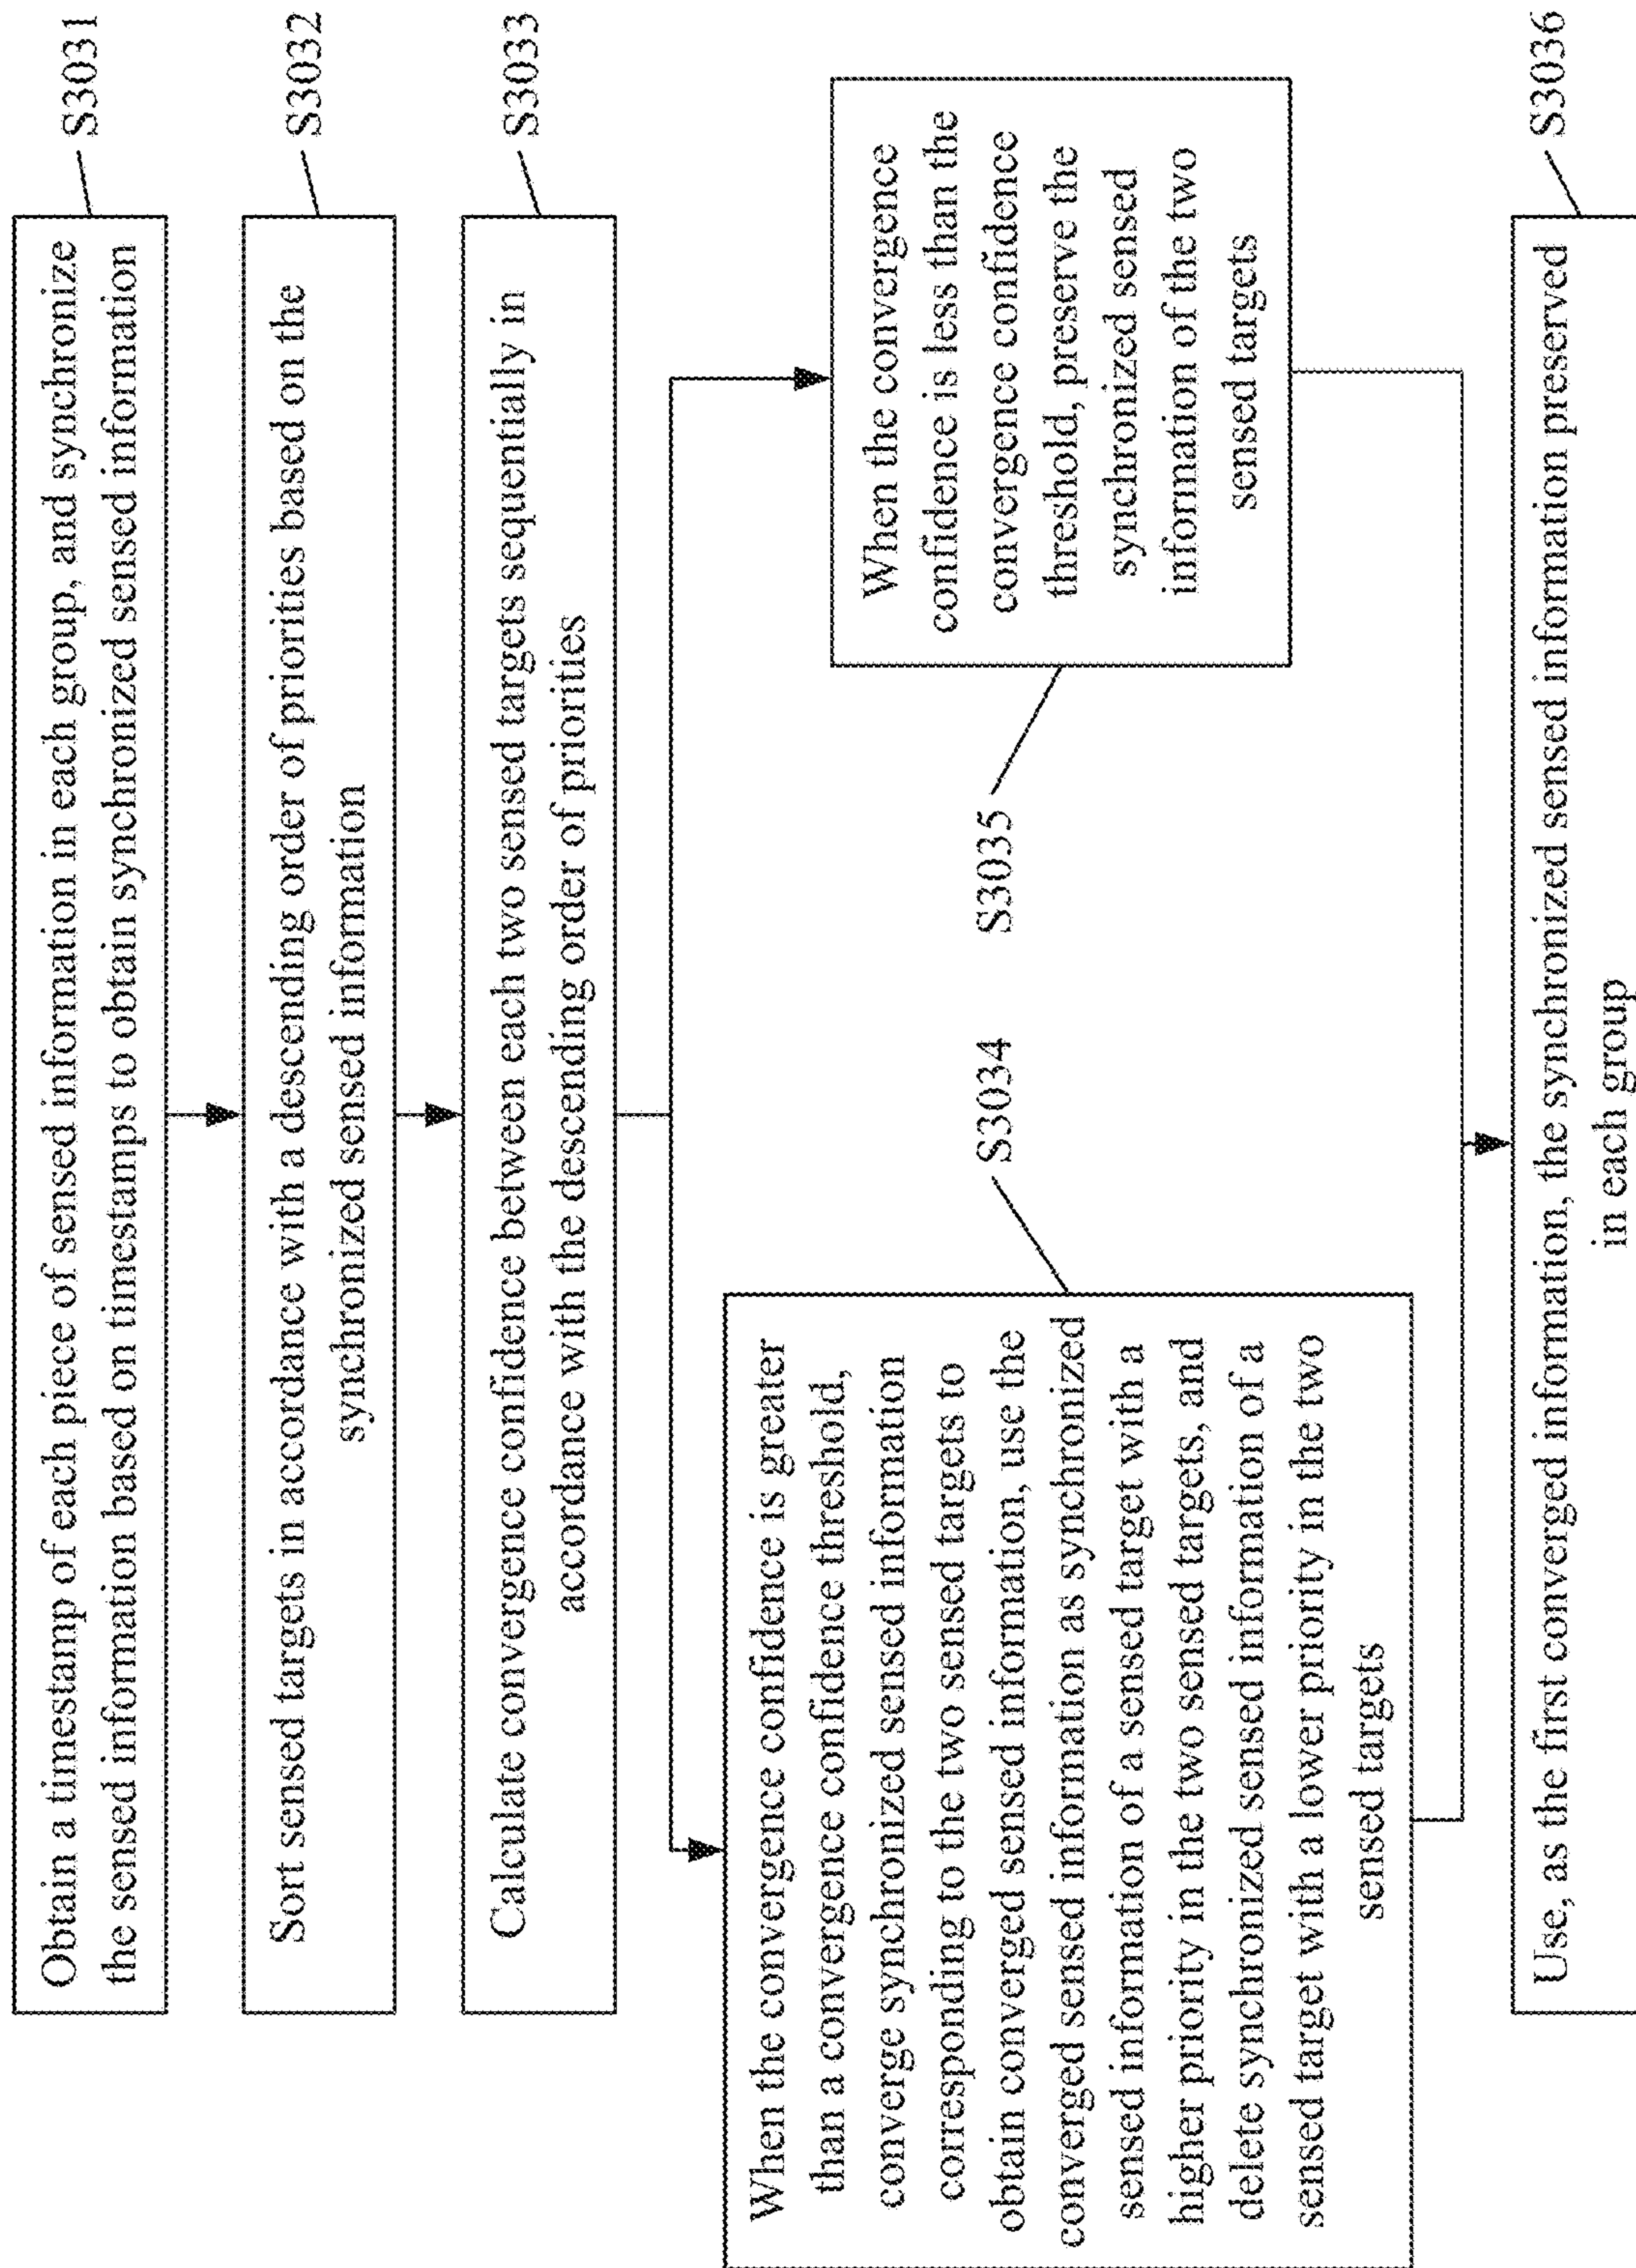 Obtain a timestamp of each piece of sensed information in each group, and synchronize
the sensed information based on timestamps to obtain synchronized sensed information
S3031
Sort sensed targets in accordance with a descending order of priorities based on the
synchronized sensed information
S3032
Calculate convergence confidence between each two sensed targets sequentially in
accordance with the descending order of priorities
S3033
When the convergence confidence is greater
than a convergence confidence threshold,
converge synchronized sensed information
corresponding to the two sensed targets to
obtain converged sensed information, use the
converged sensed information as synchronized
sensed information of a sensed target with a
higher priority in the two sensed targets, and
delete synchronized sensed information of a
sensed target with a lower priority in the two
sensed targets
S3034
S3035
When the convergence
confidence is less than the
convergence confidence
threshold, preserve the
synchronized sensed
information of the two
sensed targets
Use, as the first converged information, the synchronized sensed information preserved
in each group
S3036